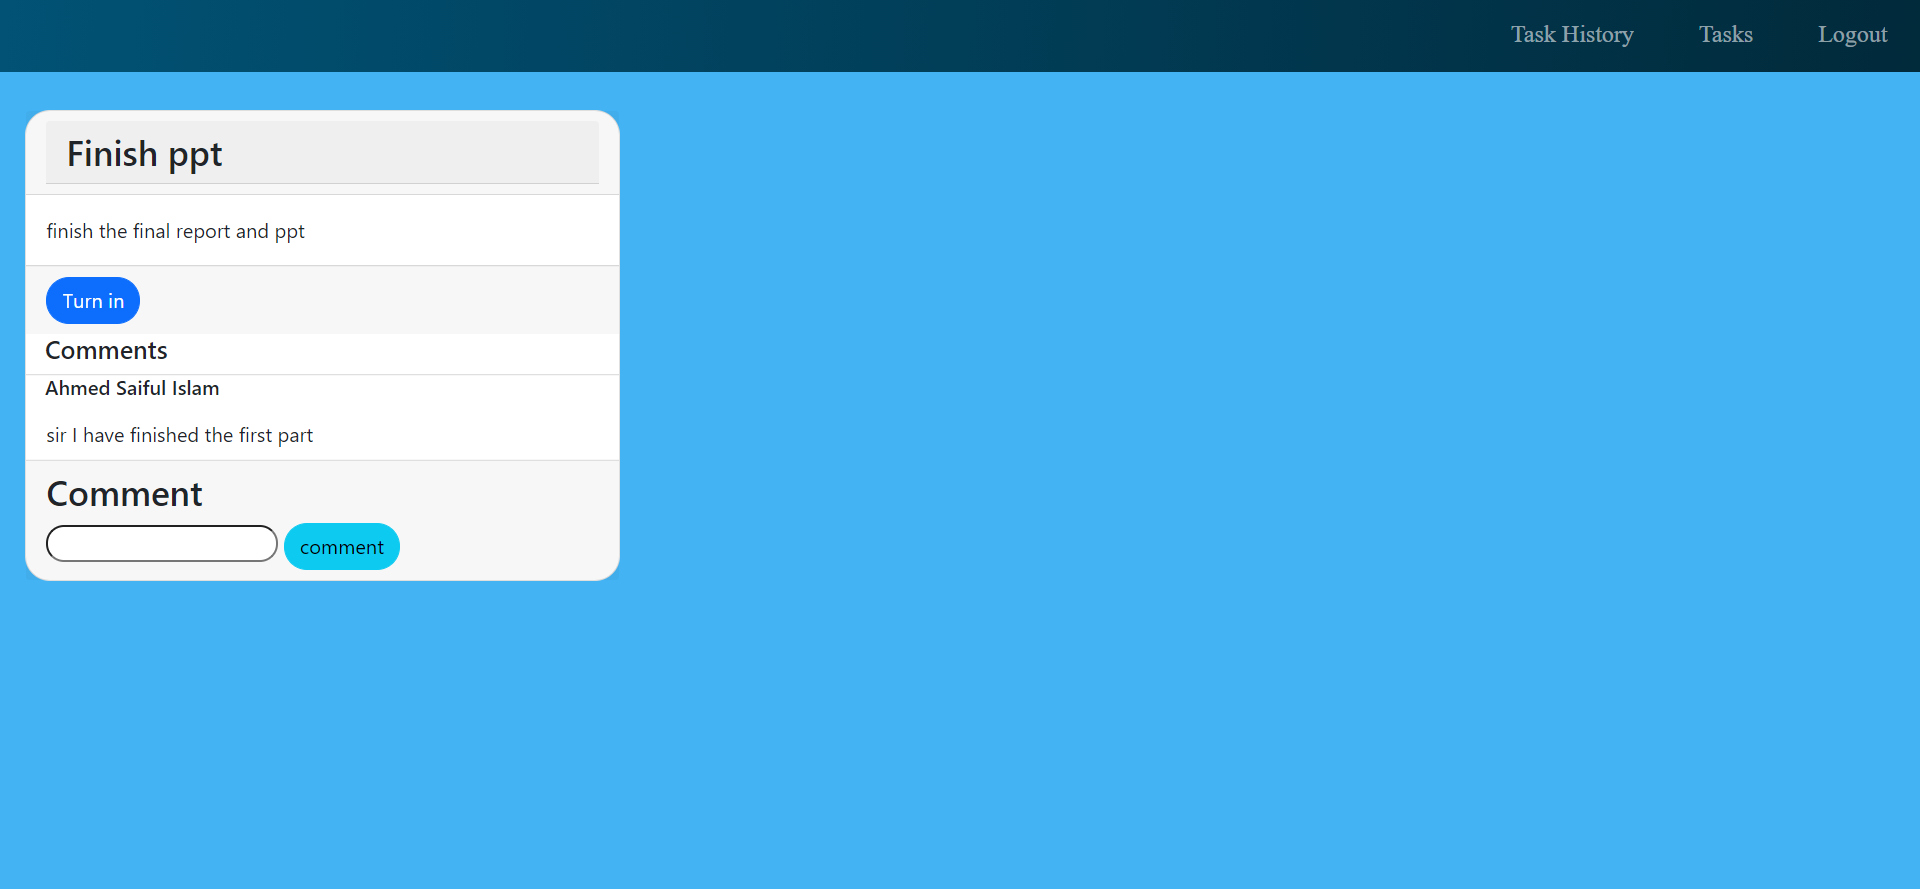 Task History Tasks Logout
Finish ppt
finish the final report and ppt
Turn in
Comments
Ahmed Saiful Islam
sir I have finished the first part
Comment
comment